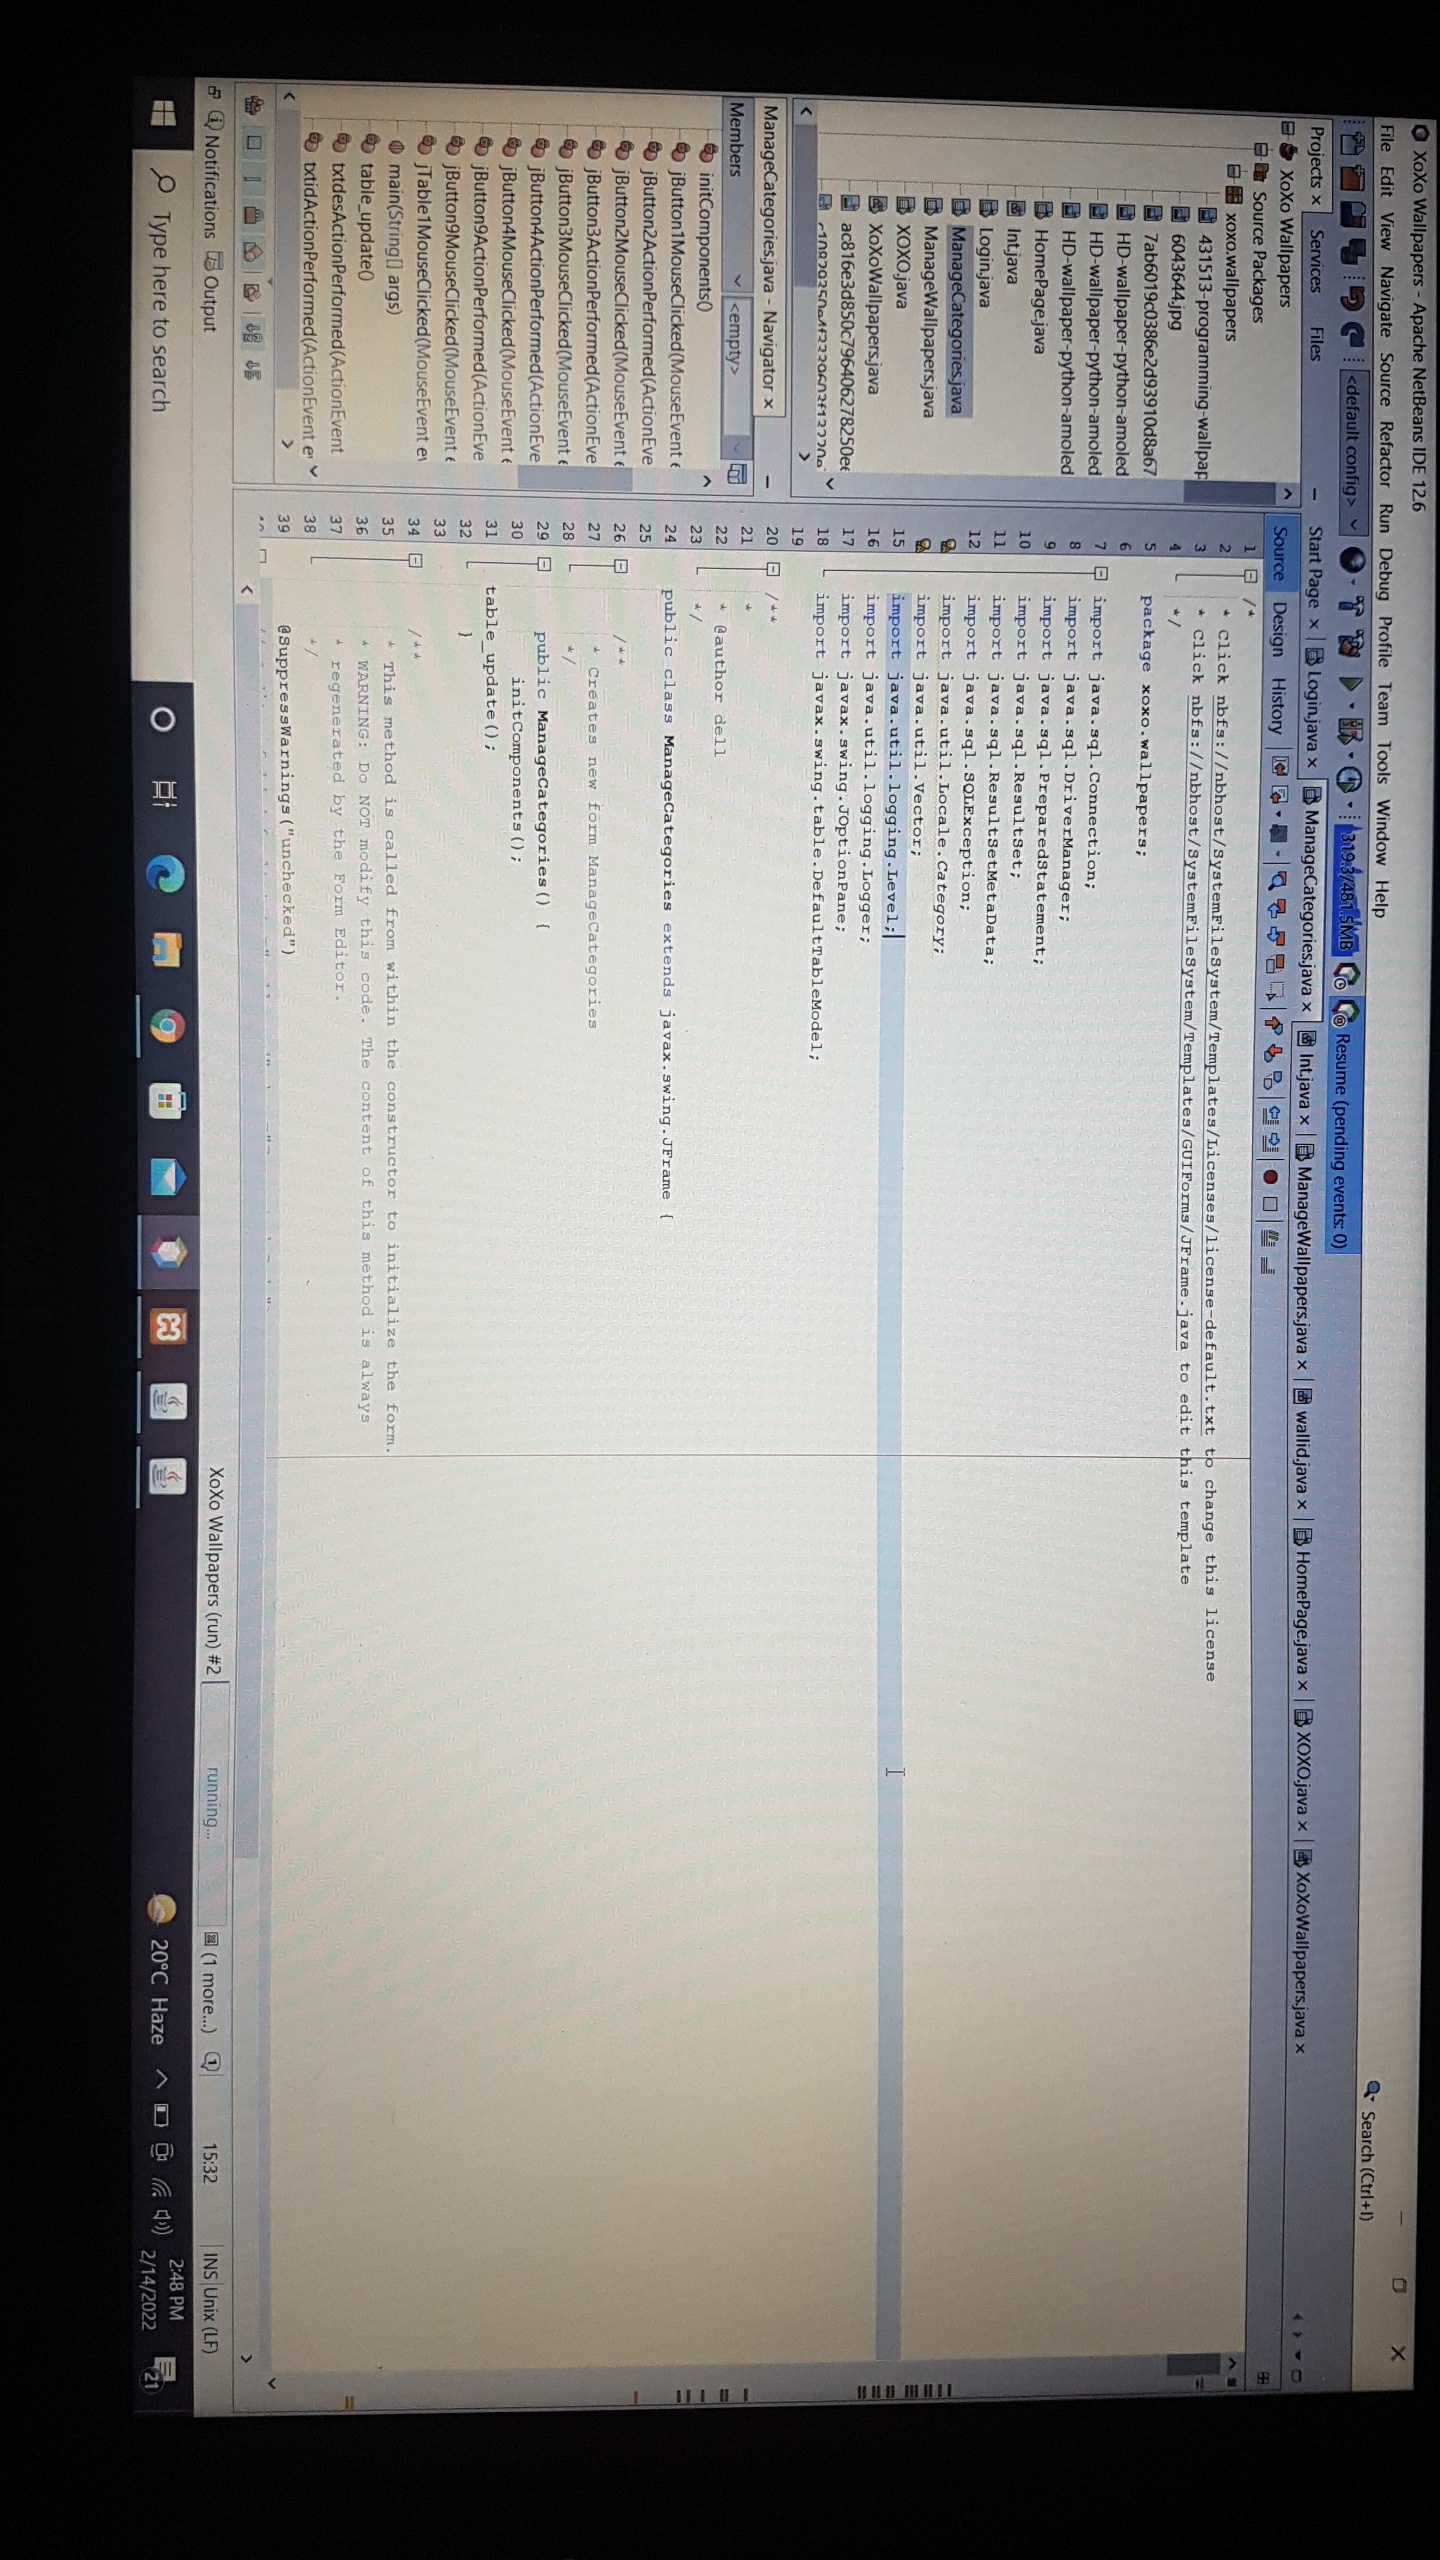 XoXo Wallpapers - Apache NetBeans IDE 12.6
File Edit View Navigate Source Refactor Run Debug Profile Team Tools Window Help
Search (Ctrl+I)
<default config>
319.3/481.5MB
Resume (pending events: 0)
Projects Services Files
Start Page Login.java ManageCategories.java Int.java ManageWallpapers.java wallid.java HomePage.java XOXO.java XoXoWallpapers.java
Source Design History
XoXo Wallpapers
Source Packages
xoxo.wallpapers
431513-programming-wallpap
6043644.jpg
7ab6019c0386e2d93910d8a67
HD-wallpaper-python-amoled
HD-wallpaper-python-amoled
HD-wallpaper-python-amoled
HomePage.java
Int.java
Login.java
ManageCategories.java
ManageWallpapers.java
XOXO.java
XoXoWallpapers.java
ac816e3d850c796406278250ee
ManageCategories.java - Navigator
Members <empty>
initComponents()
jButton1MouseClicked(MouseEvent e
jButton2ActionPerformed(ActionEve
jButton2MouseClicked(MouseEvent e
jButton3ActionPerformed(ActionEve
jButton3MouseClicked(MouseEvent e
jButton4ActionPerformed(ActionEve
jButton4MouseClicked(MouseEvent e
jButton9ActionPerformed(ActionEve
jButton9MouseClicked(MouseEvent e
jTable1MouseClicked(MouseEvent ev
main(String[] args)
table_update()
txtdesActionPerformed(ActionEvent
txtidActionPerformed(ActionEvent e
1 /*
2 * Click nbfs://nbhost/SystemFileSystem/Templates/Licenses/license-default.txt to change this license
3 * Click nbfs://nbhost/SystemFileSystem/Templates/GUIForms/JFrame.java to edit this template
4 */
5 package xoxo.wallpapers;
6
7 import java.sql.Connection;
8 import java.sql.DriverManager;
9 import java.sql.PreparedStatement;
10 import java.sql.ResultSet;
11 import java.sql.ResultSetMetaData;
12 import java.sql.SQLException;
import java.util.Locale.Category;
import java.util.Vector;
15 import java.util.logging.Level;
16 import java.util.logging.Logger;
17 import javax.swing.JOptionPane;
18 import javax.swing.table.DefaultTableModel;
19
20 /**
21 *
22 * @author dell
23 */
24 public class ManageCategories extends javax.swing.JFrame {
25
26 /**
27 * Creates new form ManageCategories
28 */
29 public ManageCategories() {
30 initComponents();
31 table_update();
32 }
33
34 /**
35 * This method is called from within the constructor to initialize the form.
36 * WARNING: Do NOT modify this code. The content of this method is always
37 * regenerated by the Form Editor.
38 */
39 @SuppressWarnings("unchecked")
Notifications Output
XoXo Wallpapers (run) #2 running... (1 more...) 15:32 INS Unix (LF)
Type here to search
20°C Haze
2:48 PM
2/14/2022
21